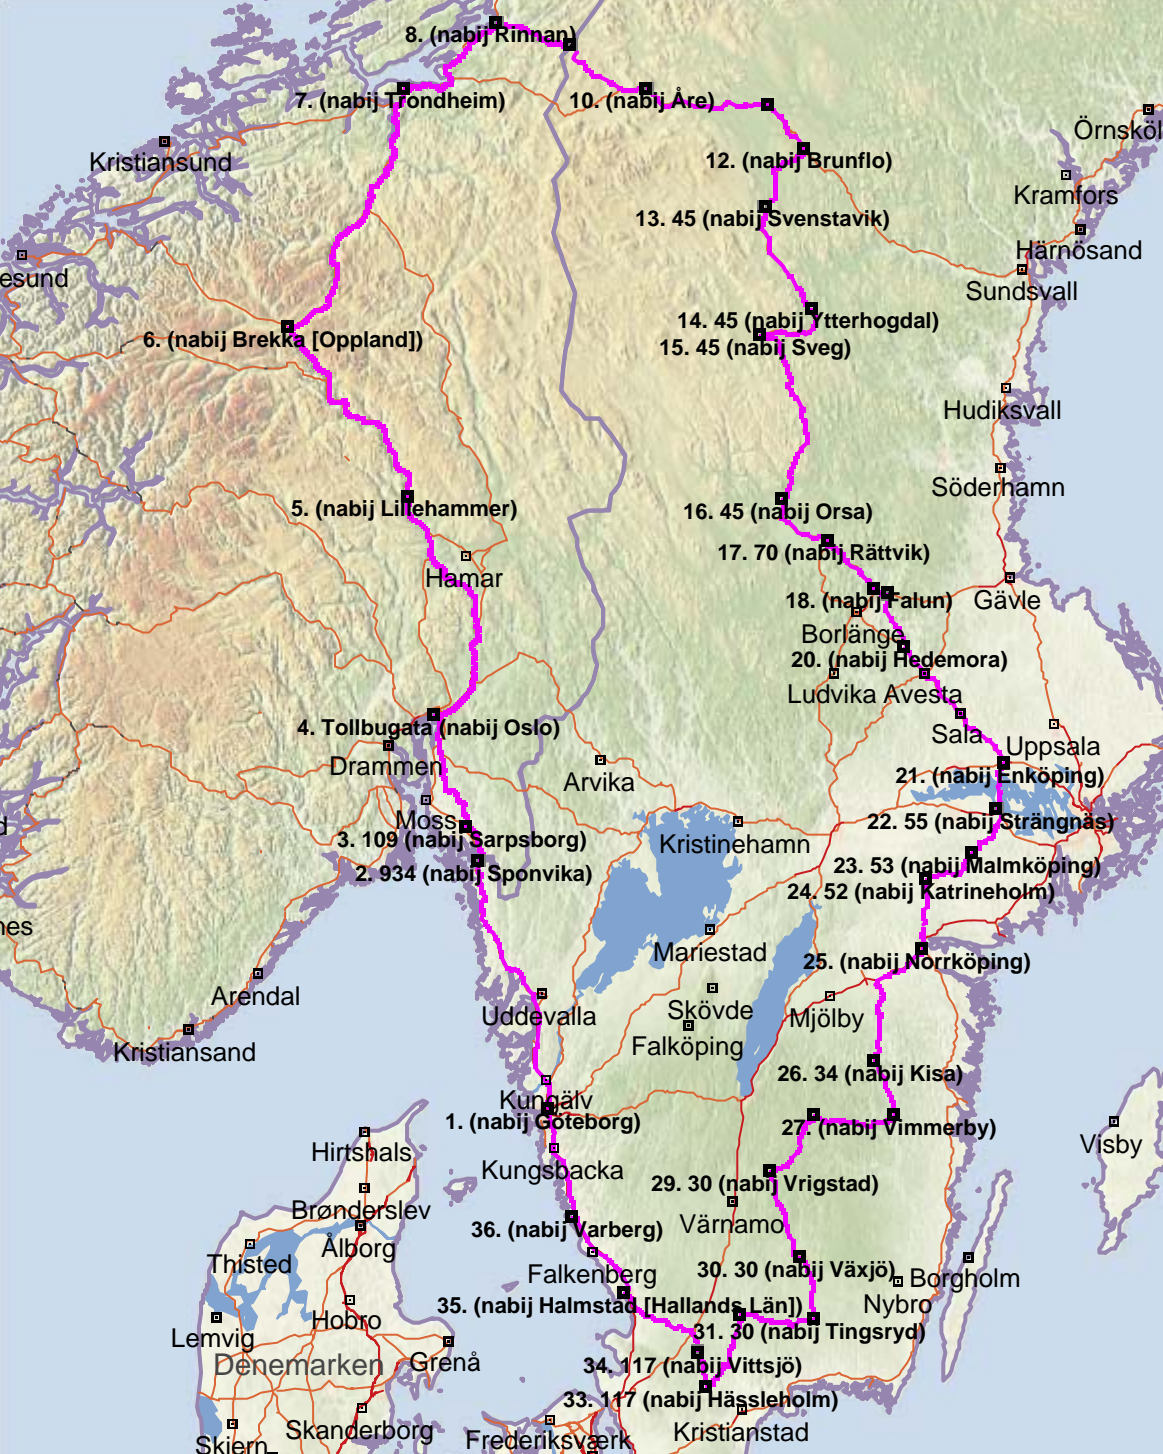 8. (nabij Rinnan)
7. (nabij Trondheim)
10. (nabij Åre)
Örnsköl
Kristiansund
12. (nabij Brunflo)
Kramfors
13. 45 (nabij Svenstavik)
Härnösand
esund
Sundsvall
14. 45 (nabij Ytterhogdal)
6. (nabij Brekka [Oppland])
15. 45 (nabij Sveg)
Hudiksvall
Söderhamn
5. (nabij Lillehammer)
16. 45 (nabij Orsa)
17. 70 (nabij Rättvik)
Hamar
18. (nabij Falun)
Gävle
Borlänge
20. (nabij Hedemora)
Ludvika
Avesta
4. Tollbugata (nabij Oslo)
Sala
Uppsala
Drammen
21. (nabij Enköping)
Arvika
Moss
22. 55 (nabij Strängnäs)
d
3. 109 (nabij Sarpsborg)
Kristinehamn
23. 53 (nabij Malmköping)
2. 934 (nabij Sponvika)
24. 52 (nabij Katrineholm)
nes
Mariestad
25. (nabij Norrköping)
Arendal
Skövde
Uddevalla
Mjölby
Falköping
Kristiansand
26. 34 (nabij Kisa)
Kungälv
1. (nabij Göteborg)
27. (nabij Vimmerby)
Visby
Hirtshals
Kungsbacka
29. 30 (nabij Vrigstad)
Brønderslev
Värnamo
36. (nabij Varberg)
Ålborg
Thisted
30. 30 (nabij Växjö)
Borgholm
Falkenberg
Nybro
35. (nabij Halmstad [Hallands Län])
Hobro
31. 30 (nabij Tingsryd)
Lemvig
Denemarken
Grenå
34. 117 (nabij Vittsjö)
33. 117 (nabij Hässleholm)
Skanderborg
Kristianstad
Skjern
Frederiksværk